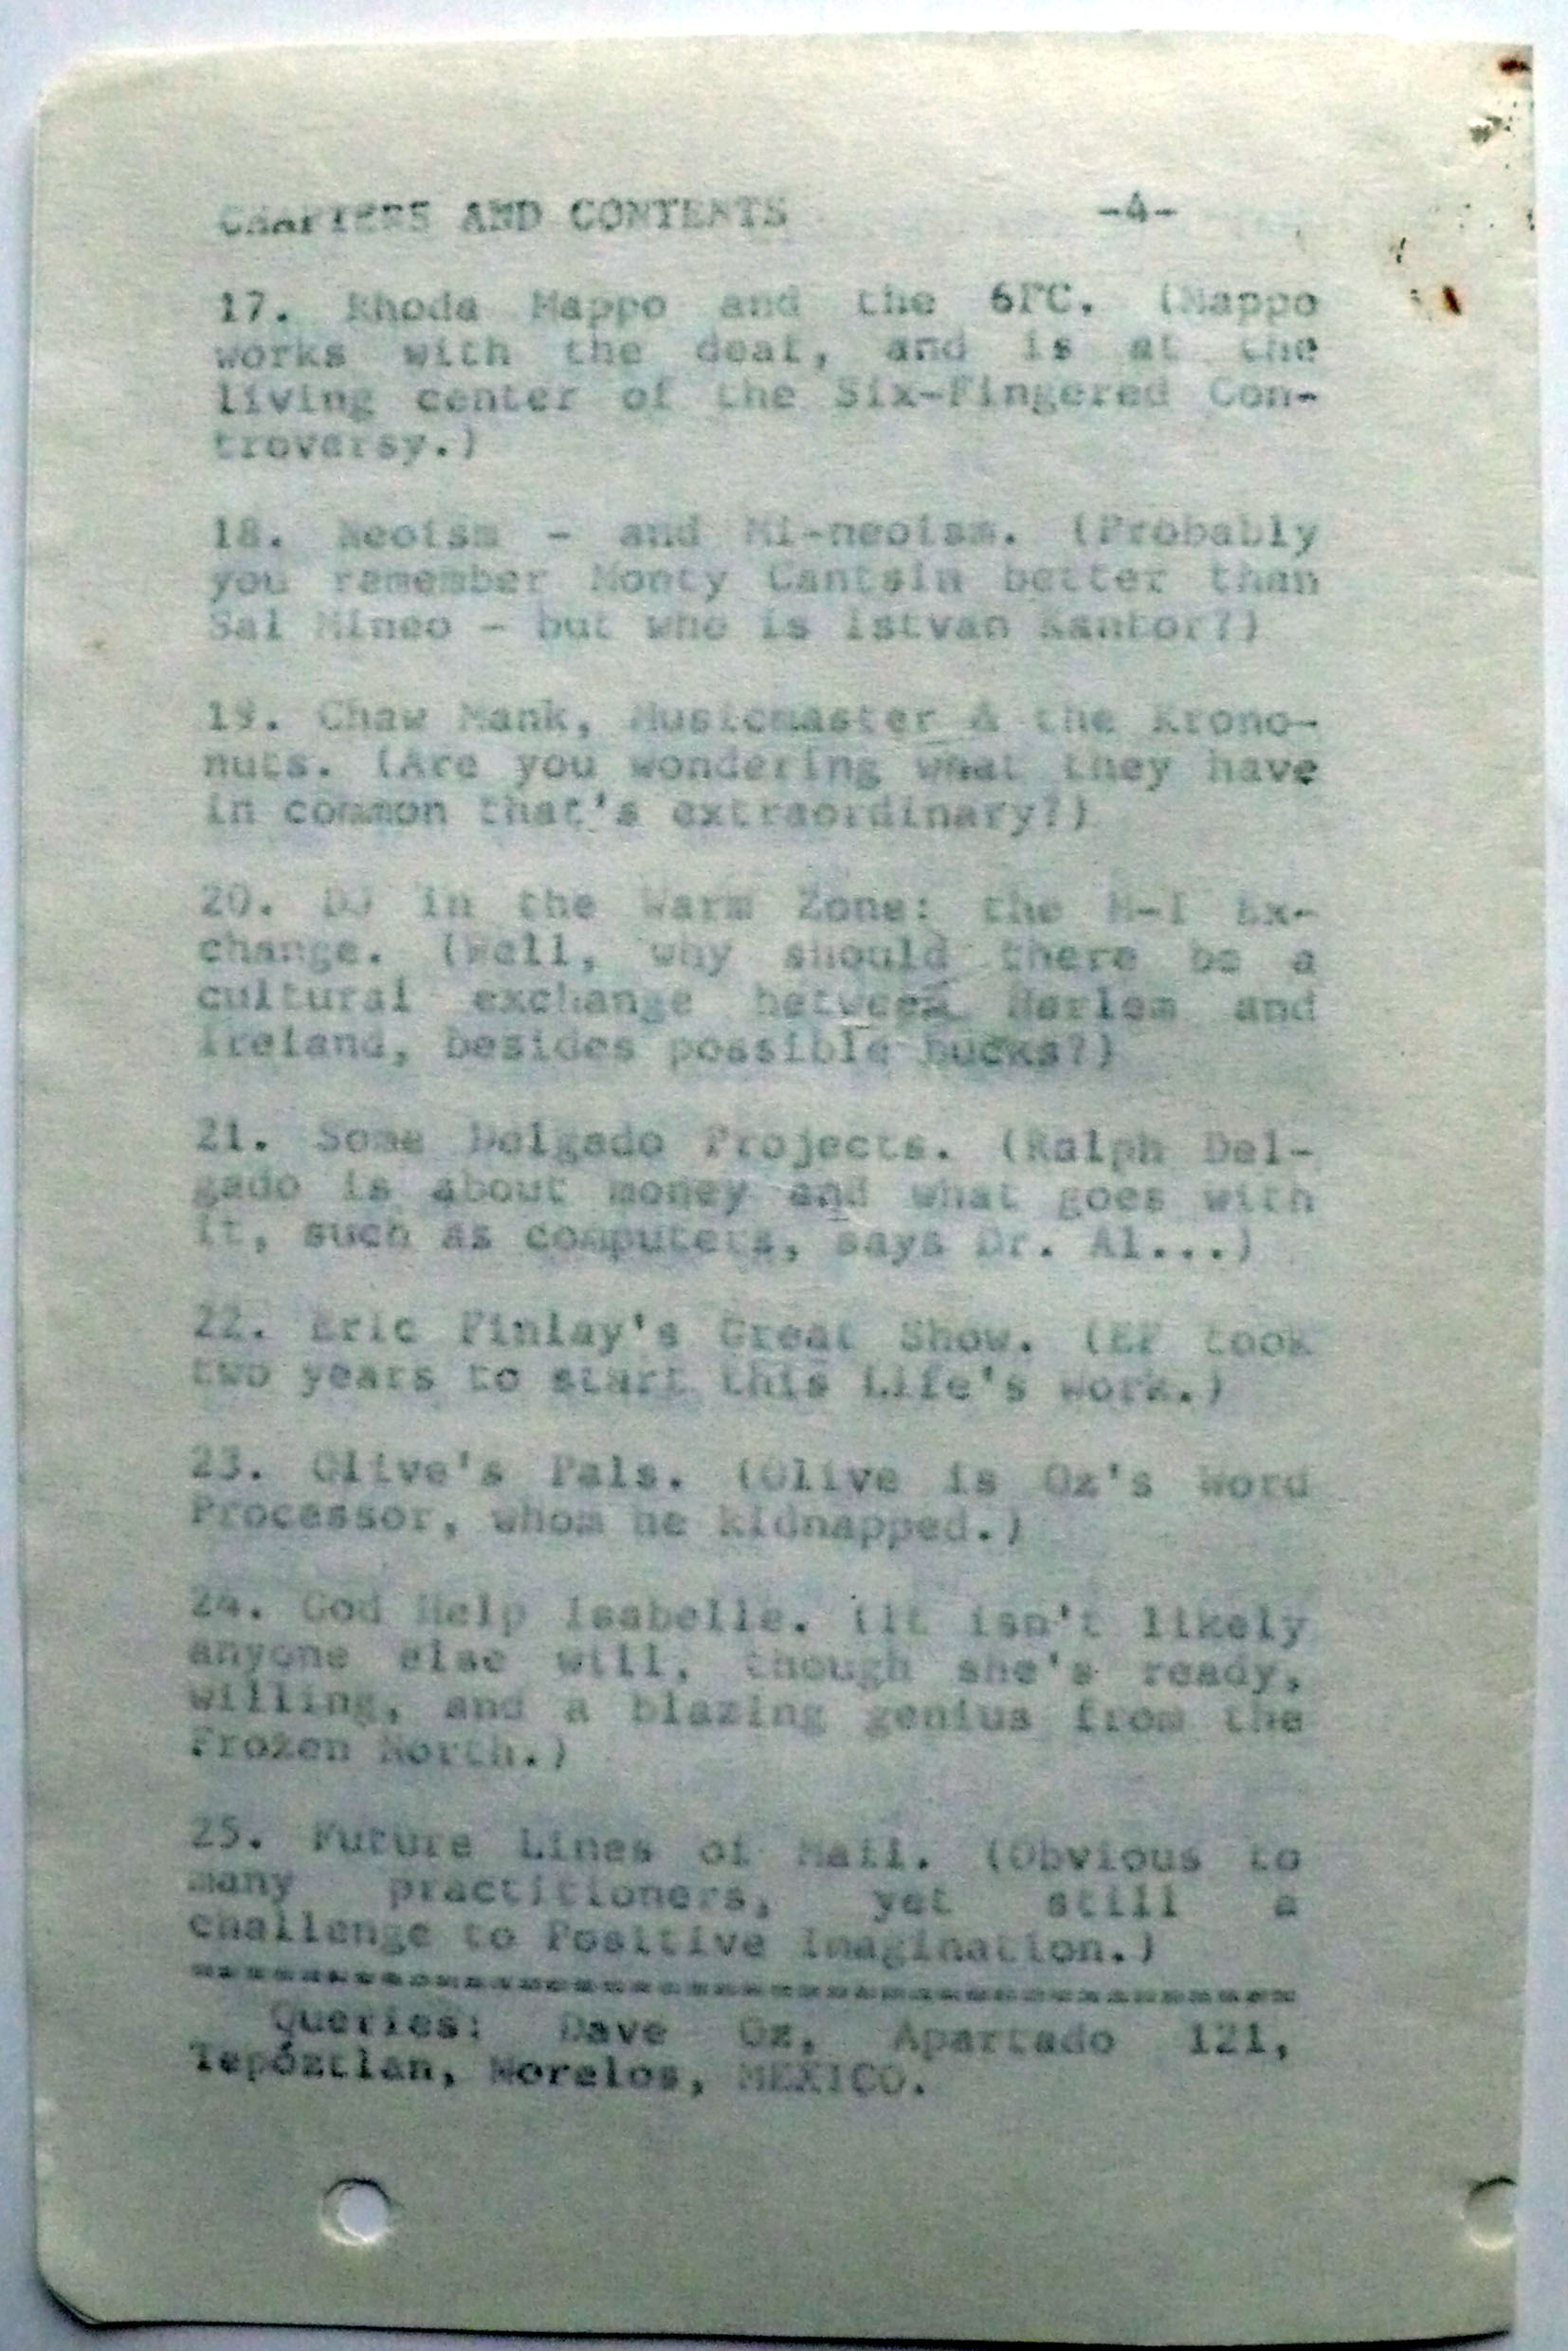 CHAPTERS AND CONTENTS -4-
17. Rhoda Mappo and the 6FC. (Mappo
works with the deaf, and is at the
living center of the Six-Fingered Con-
troversy.)
18. Neoism - and Mi-neoism. (Probably
you remember Monty Cantsin better than
Sal Mineo - but who is Istvan Kantor?)
19. Chaw Mank, Musicmaster & the Krono-
nuts. (Are you wondering what they have
in common that's extraordinary?)
20. DJ in the Warm Zone: the H-I Ex-
change. (Well, why should there be a
cultural exchange between Harlem and
Ireland, besides possible bucks?)
21. Some Delgado Projects. (Ralph Del-
gado is about money and what goes with
it, such as computers, says Dr. Al...)
22. Eric Finlay's Great Show. (EF took
two years to start this Life's Work.)
23. Olive's Pals. (Olive is Oz's Word
Processor, whom he kidnapped.)
24. God Help Isabelle. (It isn't likely
anyone else will, though she's ready,
willing, and a blazing genius from the
Frozen North.)
25. Future Lines of Mail. (Obvious to
many practitioners, yet still a
challenge to Positive Imagination.)
Queries: Dave Oz, Apartado 121,
Tepóztlan, Morelos, MEXICO.